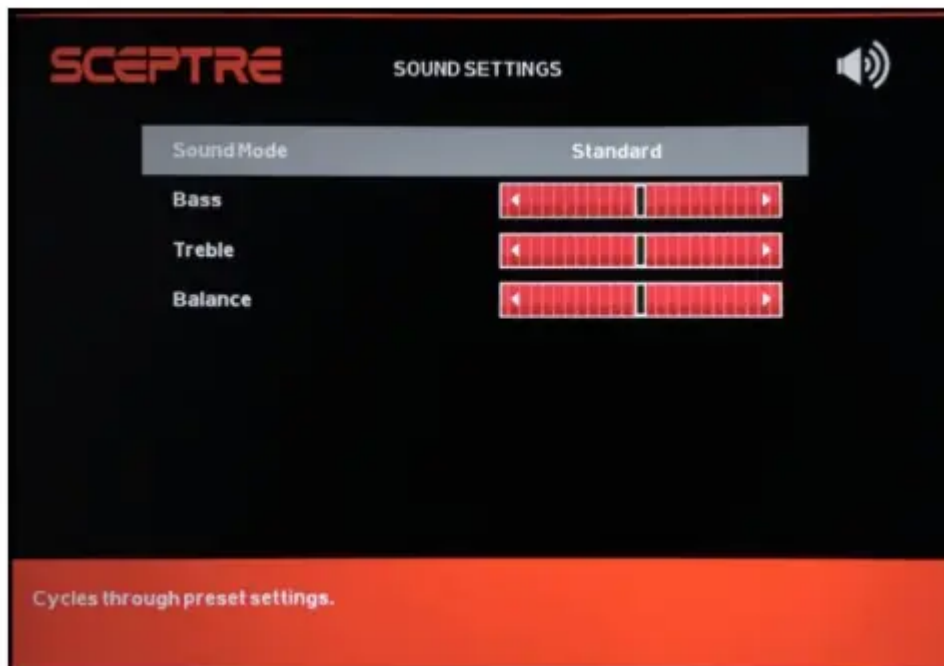 SCEPTRE
SOUND SETTINGS
Sound Mode Standard
Bass
Treble
Balance
Cycles through preset settings.